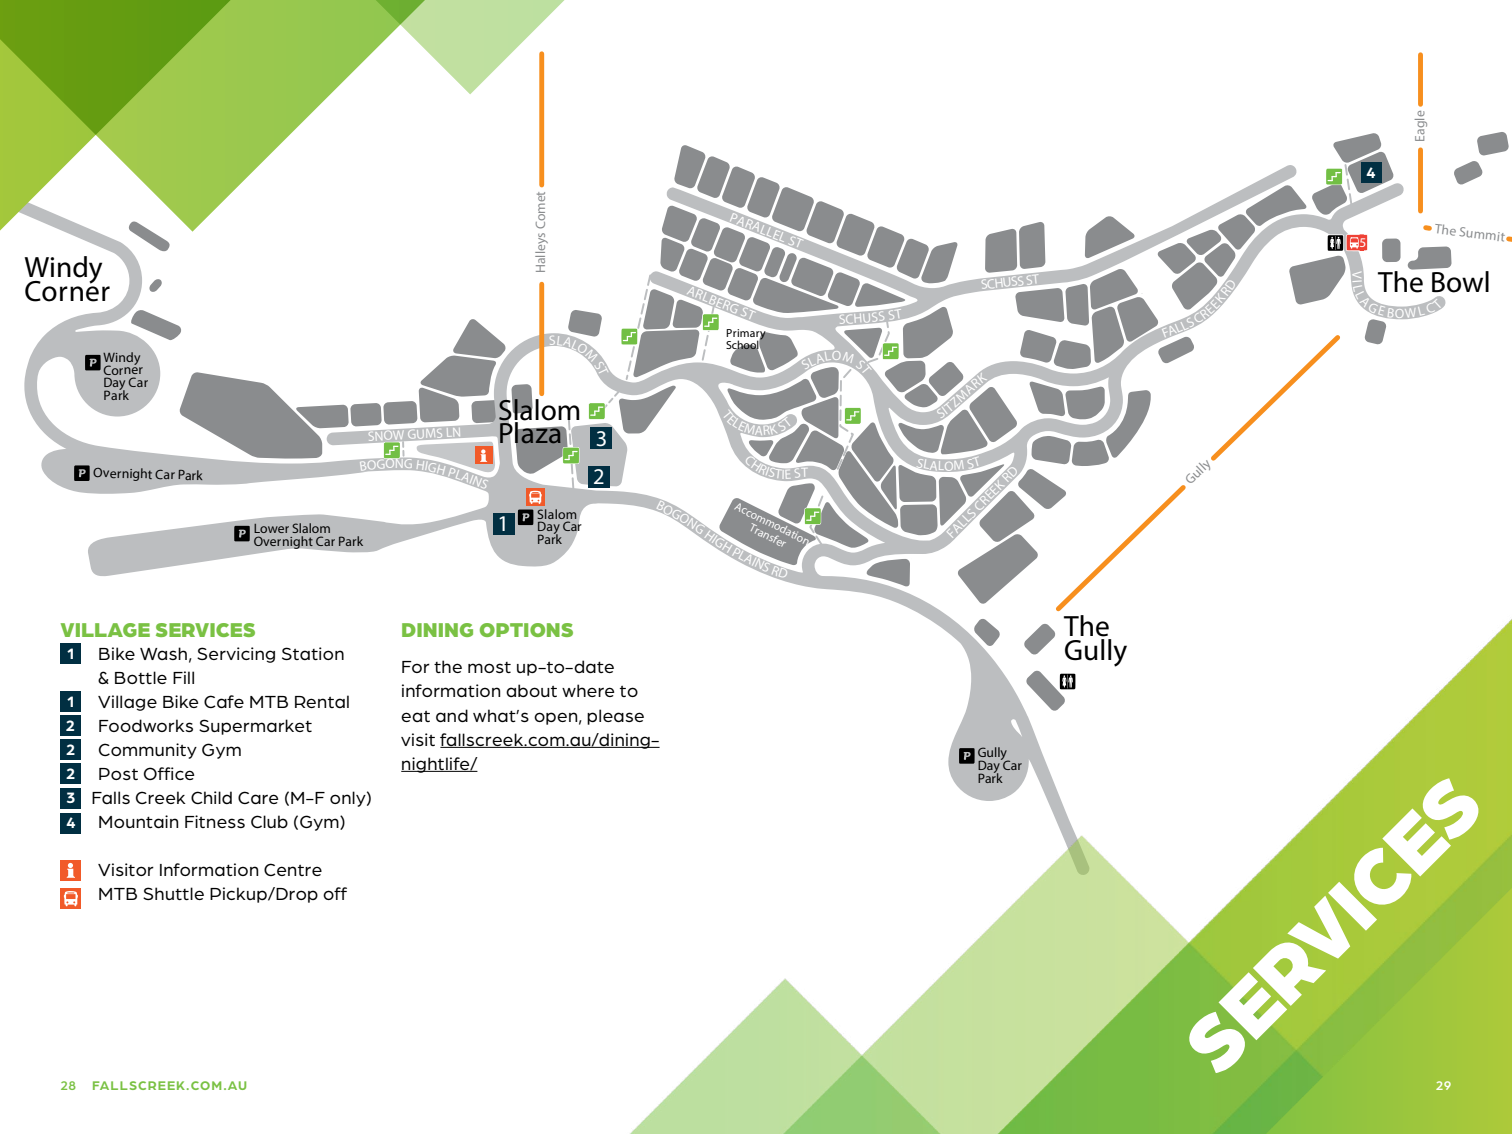 Halleys Comet
Eagle
The Summit
Windy
Corner
PARALLEL ST
SCHUSS ST
ARLBERG ST
SCHUSS ST
4
5
The Bowl
VILLAGE BOWL CT
FALLS CREEK RD
Primary
School
SLALOM ST
SLALOM ST
P Windy
Corner
Day Car
Park
SITZMARK
Slalom
Plaza
SNOW GUMS LN
TELEMARK ST
3
2
BOGONG HIGH PLAINS
CHRISTIE ST
SLALOM ST
Gully
P Overnight Car Park
FALLS CREEK RD
BOGONG HIGH PLAINS RD
Accommodation
Transfer
1
P Slalom
Day Car
Park
P Lower Slalom
Overnight Car Park
The
Gully
P Gully
Day Car
Park
VILLAGE SERVICES
1 Bike Wash, Servicing Station
& Bottle Fill
1 Village Bike Cafe MTB Rental
2 Foodworks Supermarket
2 Community Gym
2 Post Office
3 Falls Creek Child Care (M-F only)
4 Mountain Fitness Club (Gym)
i Visitor Information Centre
MTB Shuttle Pickup/Drop off
DINING OPTIONS
For the most up-to-date
information about where to
eat and what's open, please
visit fallscreek.com.au/dining-
nightlife/
SERVICES
28 FALLSCREEK.COM.AU
29